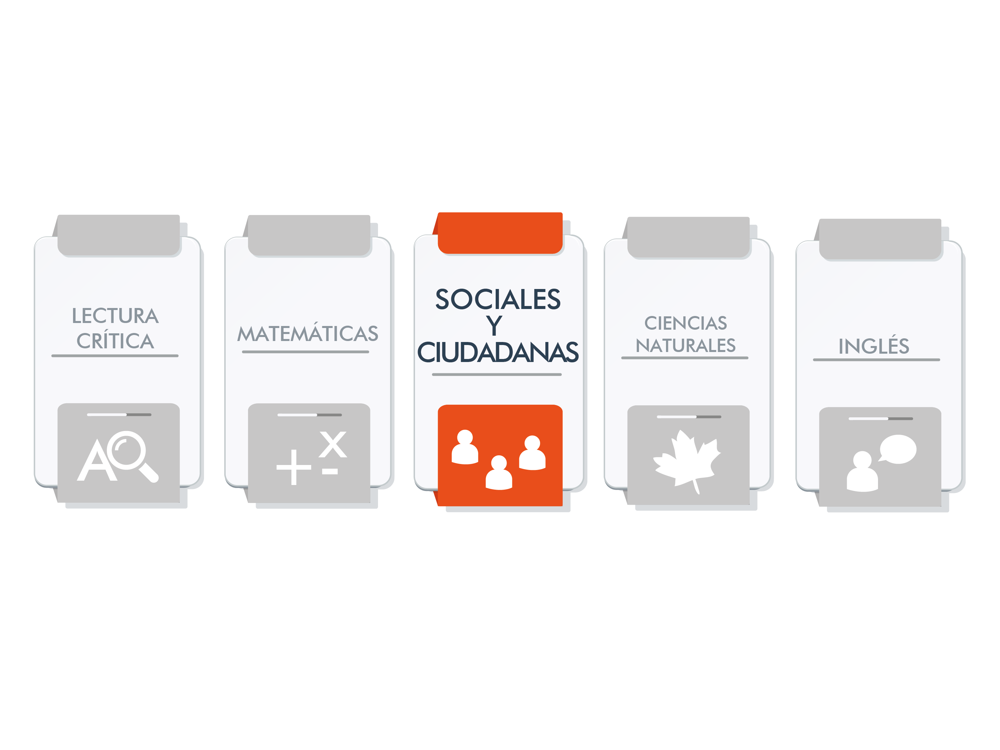 LECTURA
CRÍTICA
MATEMÁTICAS
SOCIALES
Y
CIUDADANAS
CIENCIAS
NATURALES
INGLÉS
A
+
x
-